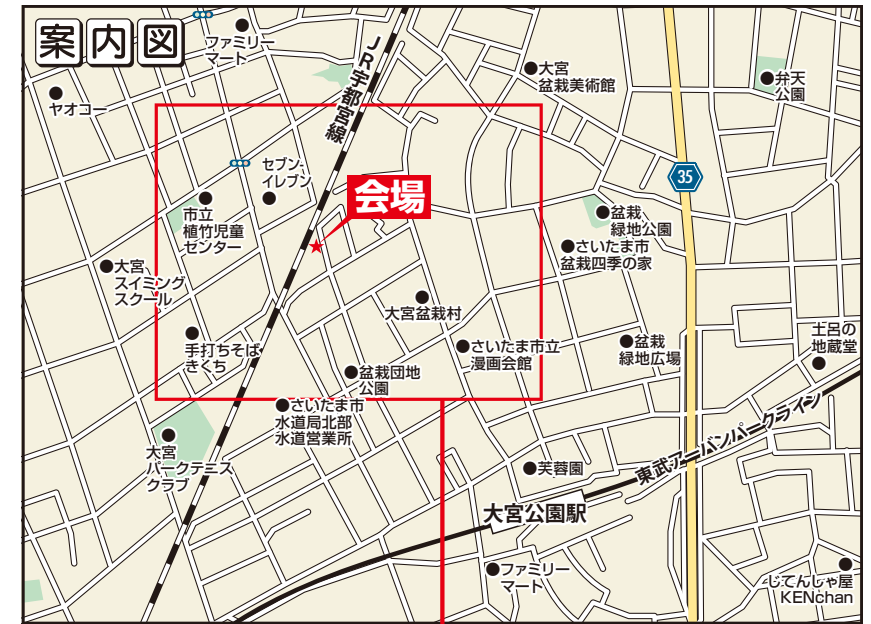 案内図
ファミリー
マート
JR宇都宮線
大宮
盆栽美術館
弁天
公園
ヤオコー
セブン-
イレブン
35
会場
市立
植竹児童
センター
盆栽
緑地公園
さいたま市
盆栽四季の家
大宮
スイミング
スクール
大宮盆栽村
手打ちそば
きくち
さいたま市立
漫画会館
盆栽
緑地広場
土呂の
地蔵堂
盆栽団地
公園
さいたま市
水道局北部
水道営業所
大宮
パークテニス
クラブ
芙蓉園
東武アーバンパークライン
大宮公園駅
ファミリー
マート
じてんしゃ屋
KENchan